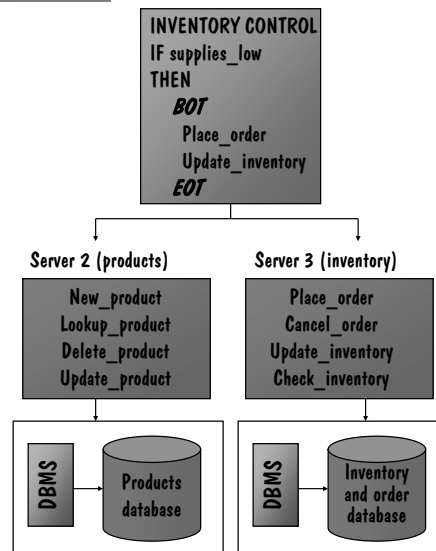 INVENTORY CONTROL
IF supplies_low
THEN
BOT
Place_order
Update_inventory
EOT
Server 2 (products)
New_product
Lookup_product
Delete_product
Update_product
DBMS
Products
database
Server 3 (inventory)
Place_order
Cancel_order
Update_inventory
Check_inventory
DBMS
Inventory
and order
database